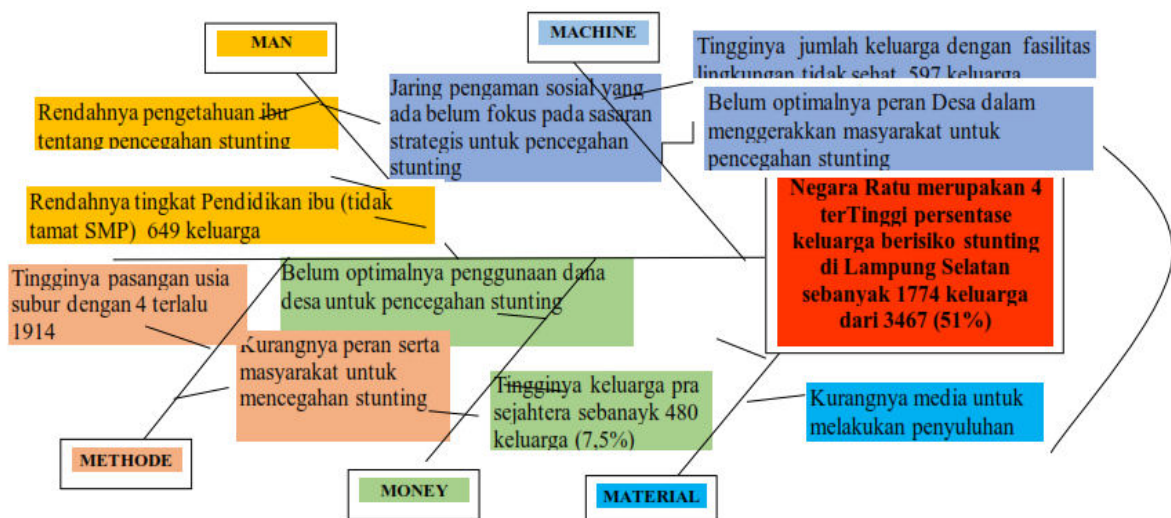 MAN
MACHINE
Tingginya jumlah keluarga dengan fasilitas
lingkungan tidak sehat 597 keluarga
Jaring pengaman sosial yang
ada belum fokus pada sasaran
strategis untuk pencegahan
stunting
Rendahnya pengetahuan ibu
tentang pencegahan stunting
Belum optimalnya peran Desa dalam
menggerakkan masyarakat untuk
pencegahan stunting
Rendahnya tingkat Pendidikan ibu (tidak
tamat SMP) 649 keluarga
Negara Ratu merupakan 4
terTinggi persentase
keluarga berisiko stunting
di Lampung Selatan
sebanyak 1774 keluarga
dari 3467 (51%)
Tingginya pasangan usia
subur dengan 4 terlalu
1914
Belum optimalnya penggunaan dana
desa untuk pencegahan stunting
Kurangnya peran serta
masyarakat untuk
mencegahan stunting
Tingginya keluarga pra
sejahtera sebanayk 480
keluarga (7,5%)
Kurangnya media untuk
melakukan penyuluhan
METHODE
MONEY
MATERIAL